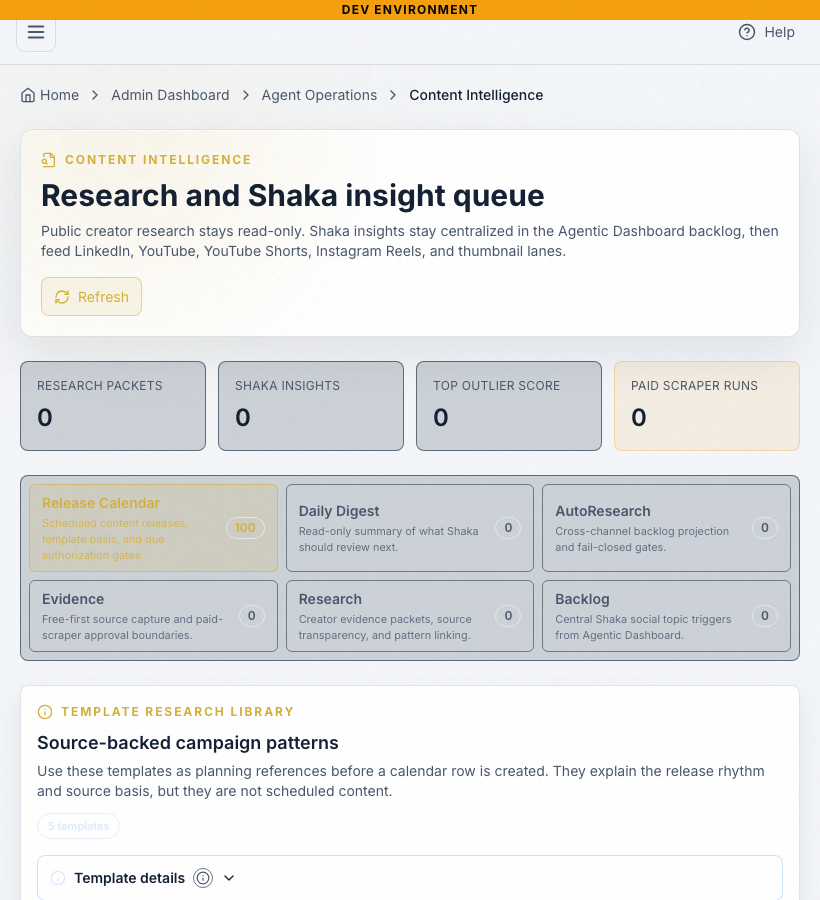 DEV ENVIRONMENT
Help
Home > Admin Dashboard > Agent Operations > Content Intelligence
CONTENT INTELLIGENCE
Research and Shaka insight queue
Public creator research stays read-only. Shaka insights stay centralized in the Agentic Dashboard backlog, then
feed LinkedIn, YouTube, YouTube Shorts, Instagram Reels, and thumbnail lanes.
Refresh
RESEARCH PACKETS
0
SHAKA INSIGHTS
0
TOP OUTLIER SCORE
0
PAID SCRAPER RUNS
0
Release Calendar
Scheduled content releases,
template basis, and due
authorization gates.
100
Daily Digest
Read-only summary of what Shaka
should review next.
0
AutoResearch
Cross-channel backlog projection
and fail-closed gates.
0
Evidence
Free-first source capture and paid-
scraper approval boundaries.
0
Research
Creator evidence packets, source
transparency, and pattern linking.
0
Backlog
Central Shaka social topic triggers
from Agentic Dashboard.
0
TEMPLATE RESEARCH LIBRARY
Source-backed campaign patterns
Use these templates as planning references before a calendar row is created. They explain the release rhythm
and source basis, but they are not scheduled content.
5 templates
Template details